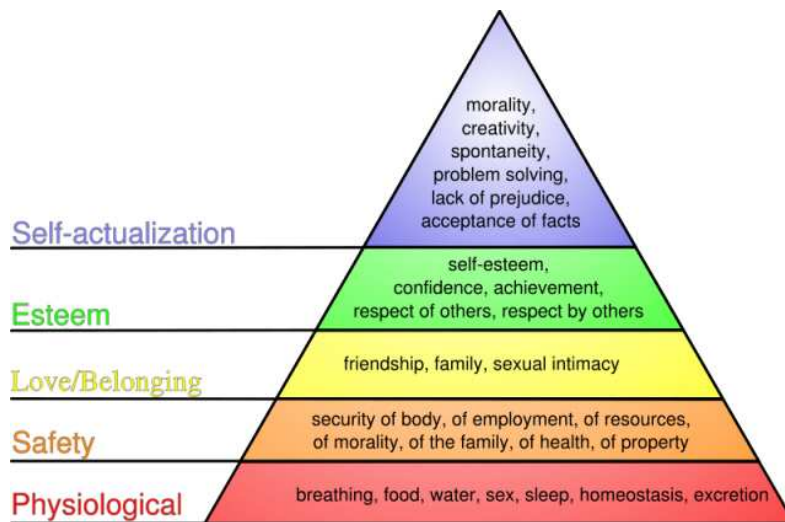 morality,
creativity,
spontaneity,
problem solving,
lack of prejudice,
acceptance of facts
Self-actualization
self-esteem,
confidence, achievement,
respect of others, respect by others
Esteem
friendship, family, sexual intimacy
Love/Belonging
security of body, of employment, of resources,
of morality, of the family, of health, of property
Safety
breathing, food, water, sex, sleep, homeostasis, excretion
Physiological